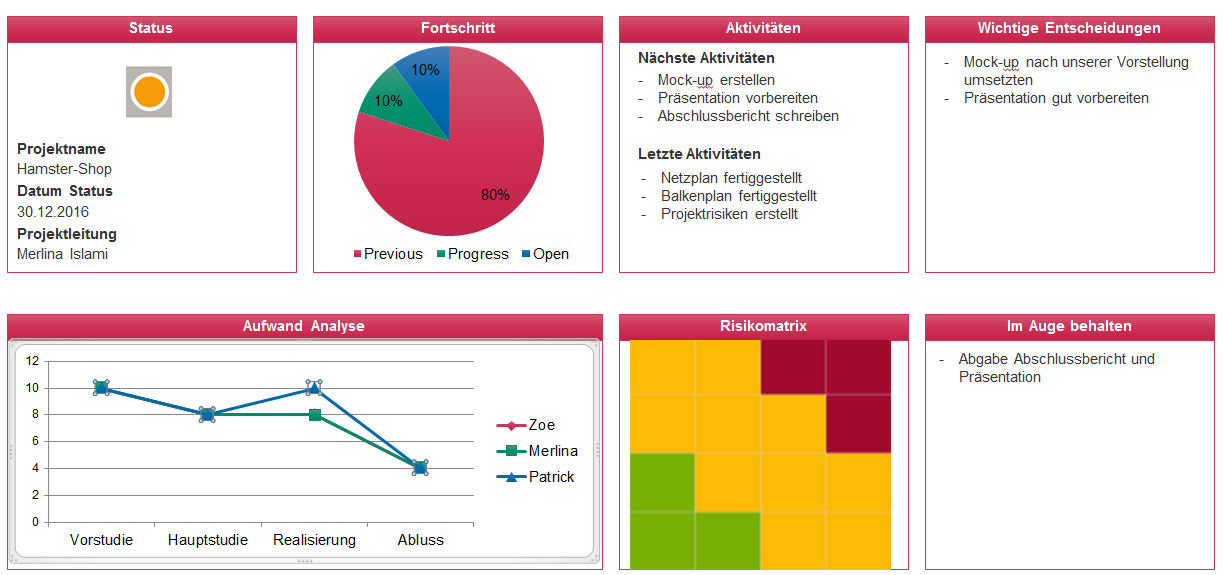 Status
Projektname
Hamster-Shop
Datum Status
30.12.2016
Projektleitung
Merlina Islami
Fortschritt
10%
10%
80%
Previous Progress Open
Aktivitäten
Nächste Aktivitäten
- Mock-up erstellen
- Präsentation vorbereiten
- Abschlussbericht schreiben
Letzte Aktivitäten
- Netzplan fertiggestellt
- Balkenplan fertiggestellt
- Projektrisiken erstellt
Wichtige Entscheidungen
- Mock-up nach unserer Vorstellung
umsetzten
- Präsentation gut vorbereiten
Aufwand Analyse
12
10
8
6
4
2
0
Vorstudie Hauptstudie Realisierung Abluss
Zoe
Merlina
Patrick
Risikomatrix
Im Auge behalten
- Abgabe Abschlussbericht und
Präsentation